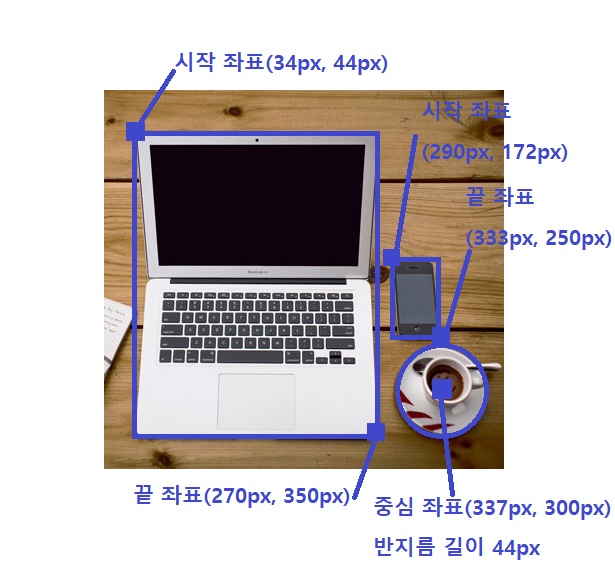 시작 좌표(34px, 44px)
시작 좌표
(290px, 172px)
끝 좌표
(333px, 250px)
MacBook Air
끝 좌표(270px, 350px)
중심 좌표(337px, 300px)
반지름 길이 44px